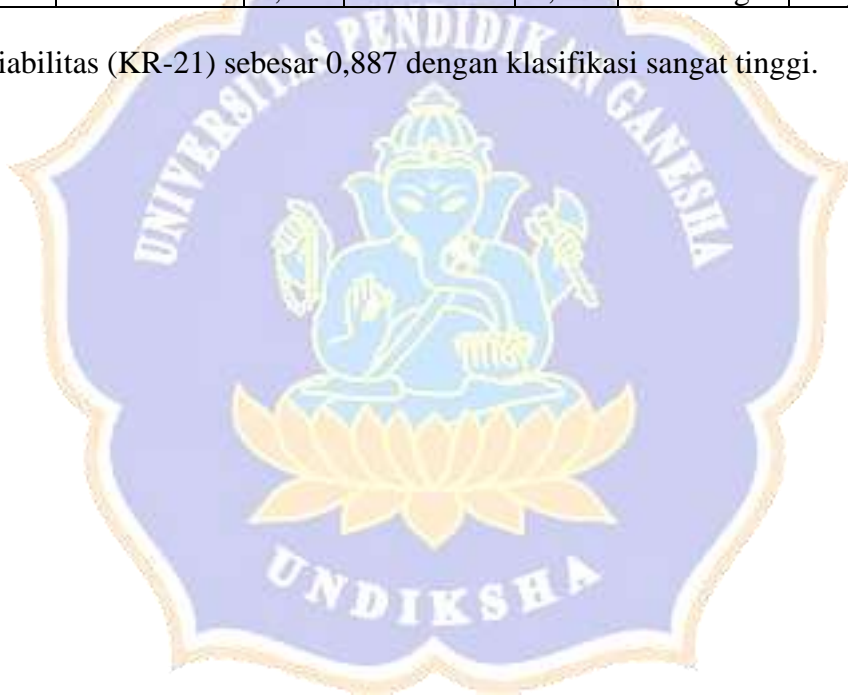 iabilitas (KR-21) sebesar 0,887 dengan klasifikasi sangat tinggi.
UNIVERSITAS PENDIDIKAN GANESHA
UNDIKSHA